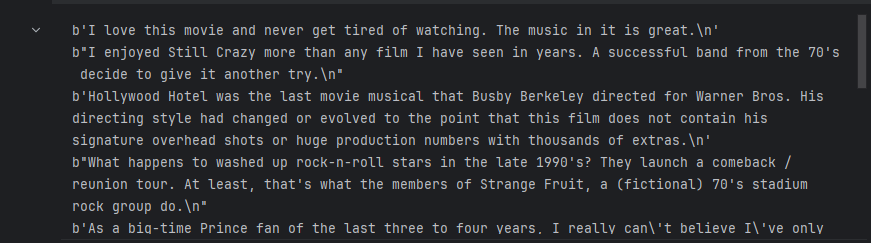 b'I love this movie and never get tired of watching. The music in it is great.\n'
b"I enjoyed Still Crazy more than any film I have seen in years. A successful band from the 70's
decide to give it another try.\n"
b'Hollywood Hotel was the last movie musical that Busby Berkeley directed for Warner Bros. His
directing style had changed or evolved to the point that this film does not contain his
signature overhead shots or huge production numbers with thousands of extras.\n'
b"What happens to washed up rock-n-roll stars in the late 1990's? They launch a comeback /
reunion tour. At least, that's what the members of Strange Fruit, a (fictional) 70's stadium
rock group do.\n"
b'As a big-time Prince fan of the last three to four years, I really can\'t believe I\'ve only